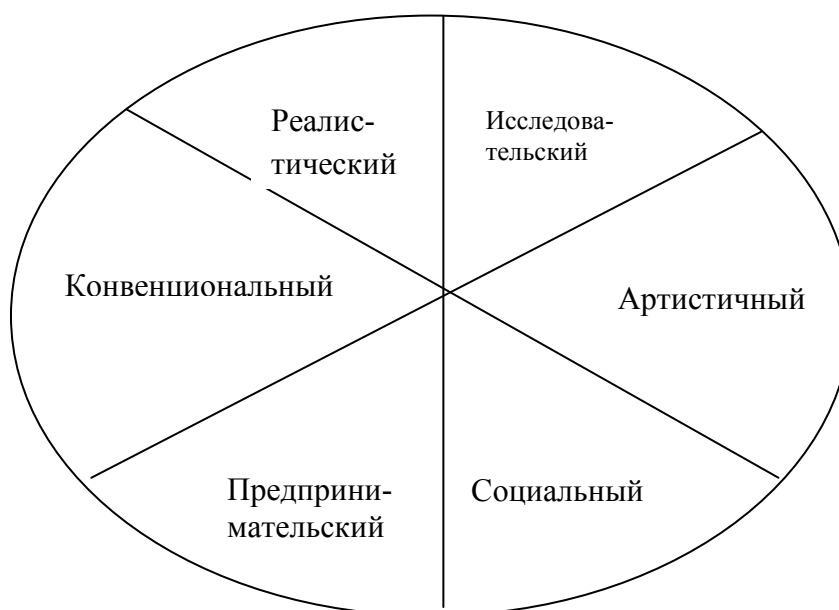 Реалис-
тический
Исследова-
тельский
Конвенциональный
Артистичный
Предприни-
мательский
Социальный